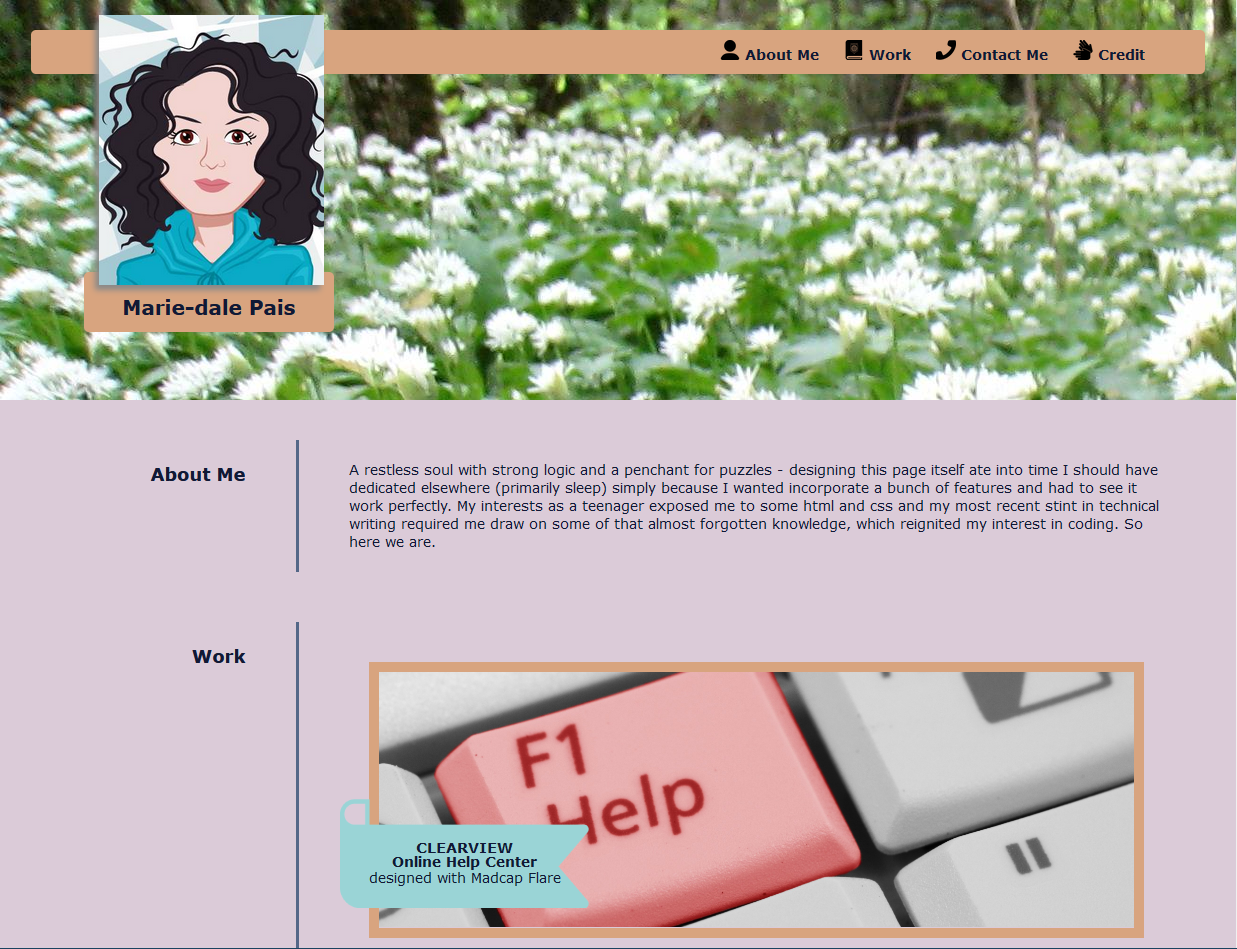 About Me Work Contact Me Credit
Marie-dale Pais
About Me
A restless soul with strong logic and a penchant for puzzles - designing this page itself ate into time I should have
dedicated elsewhere (primarily sleep) simply because I wanted incorporate a bunch of features and had to see it
work perfectly. My interests as a teenager exposed me to some html and css and my most recent stint in technical
writing required me draw on some of that almost forgotten knowledge, which reignited my interest in coding. So
here we are.
Work
F1
Help
"
CLEARVIEW
Online Help Center
designed with Madcap Flare